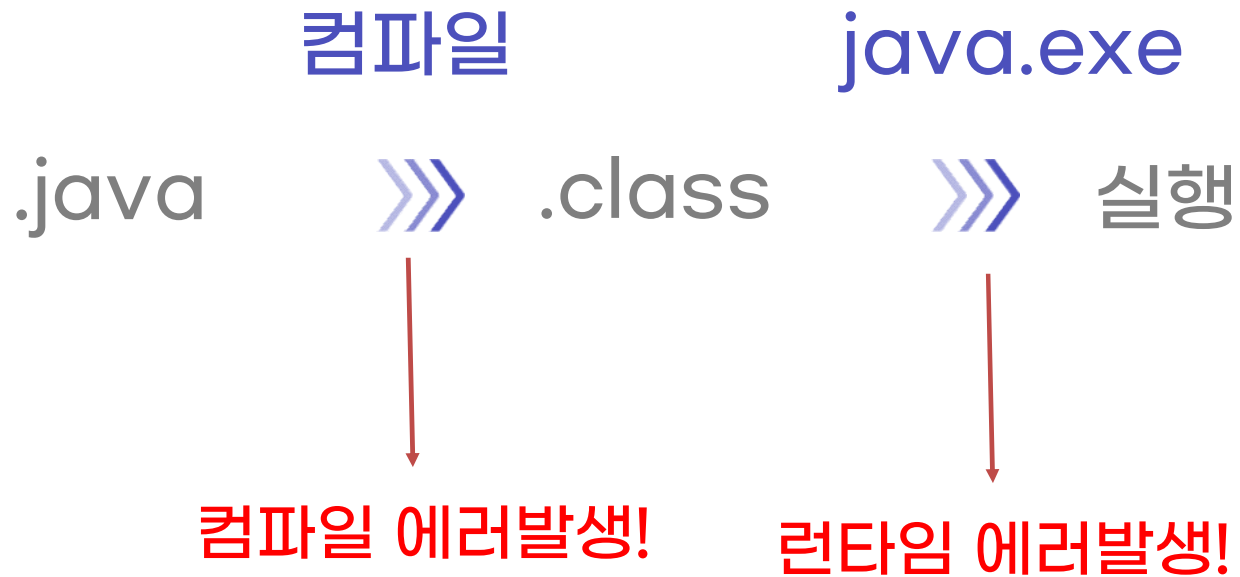 컴파일
java.exe
.java
.class
실행
컴파일 에러발생!
런타임 에러발생!